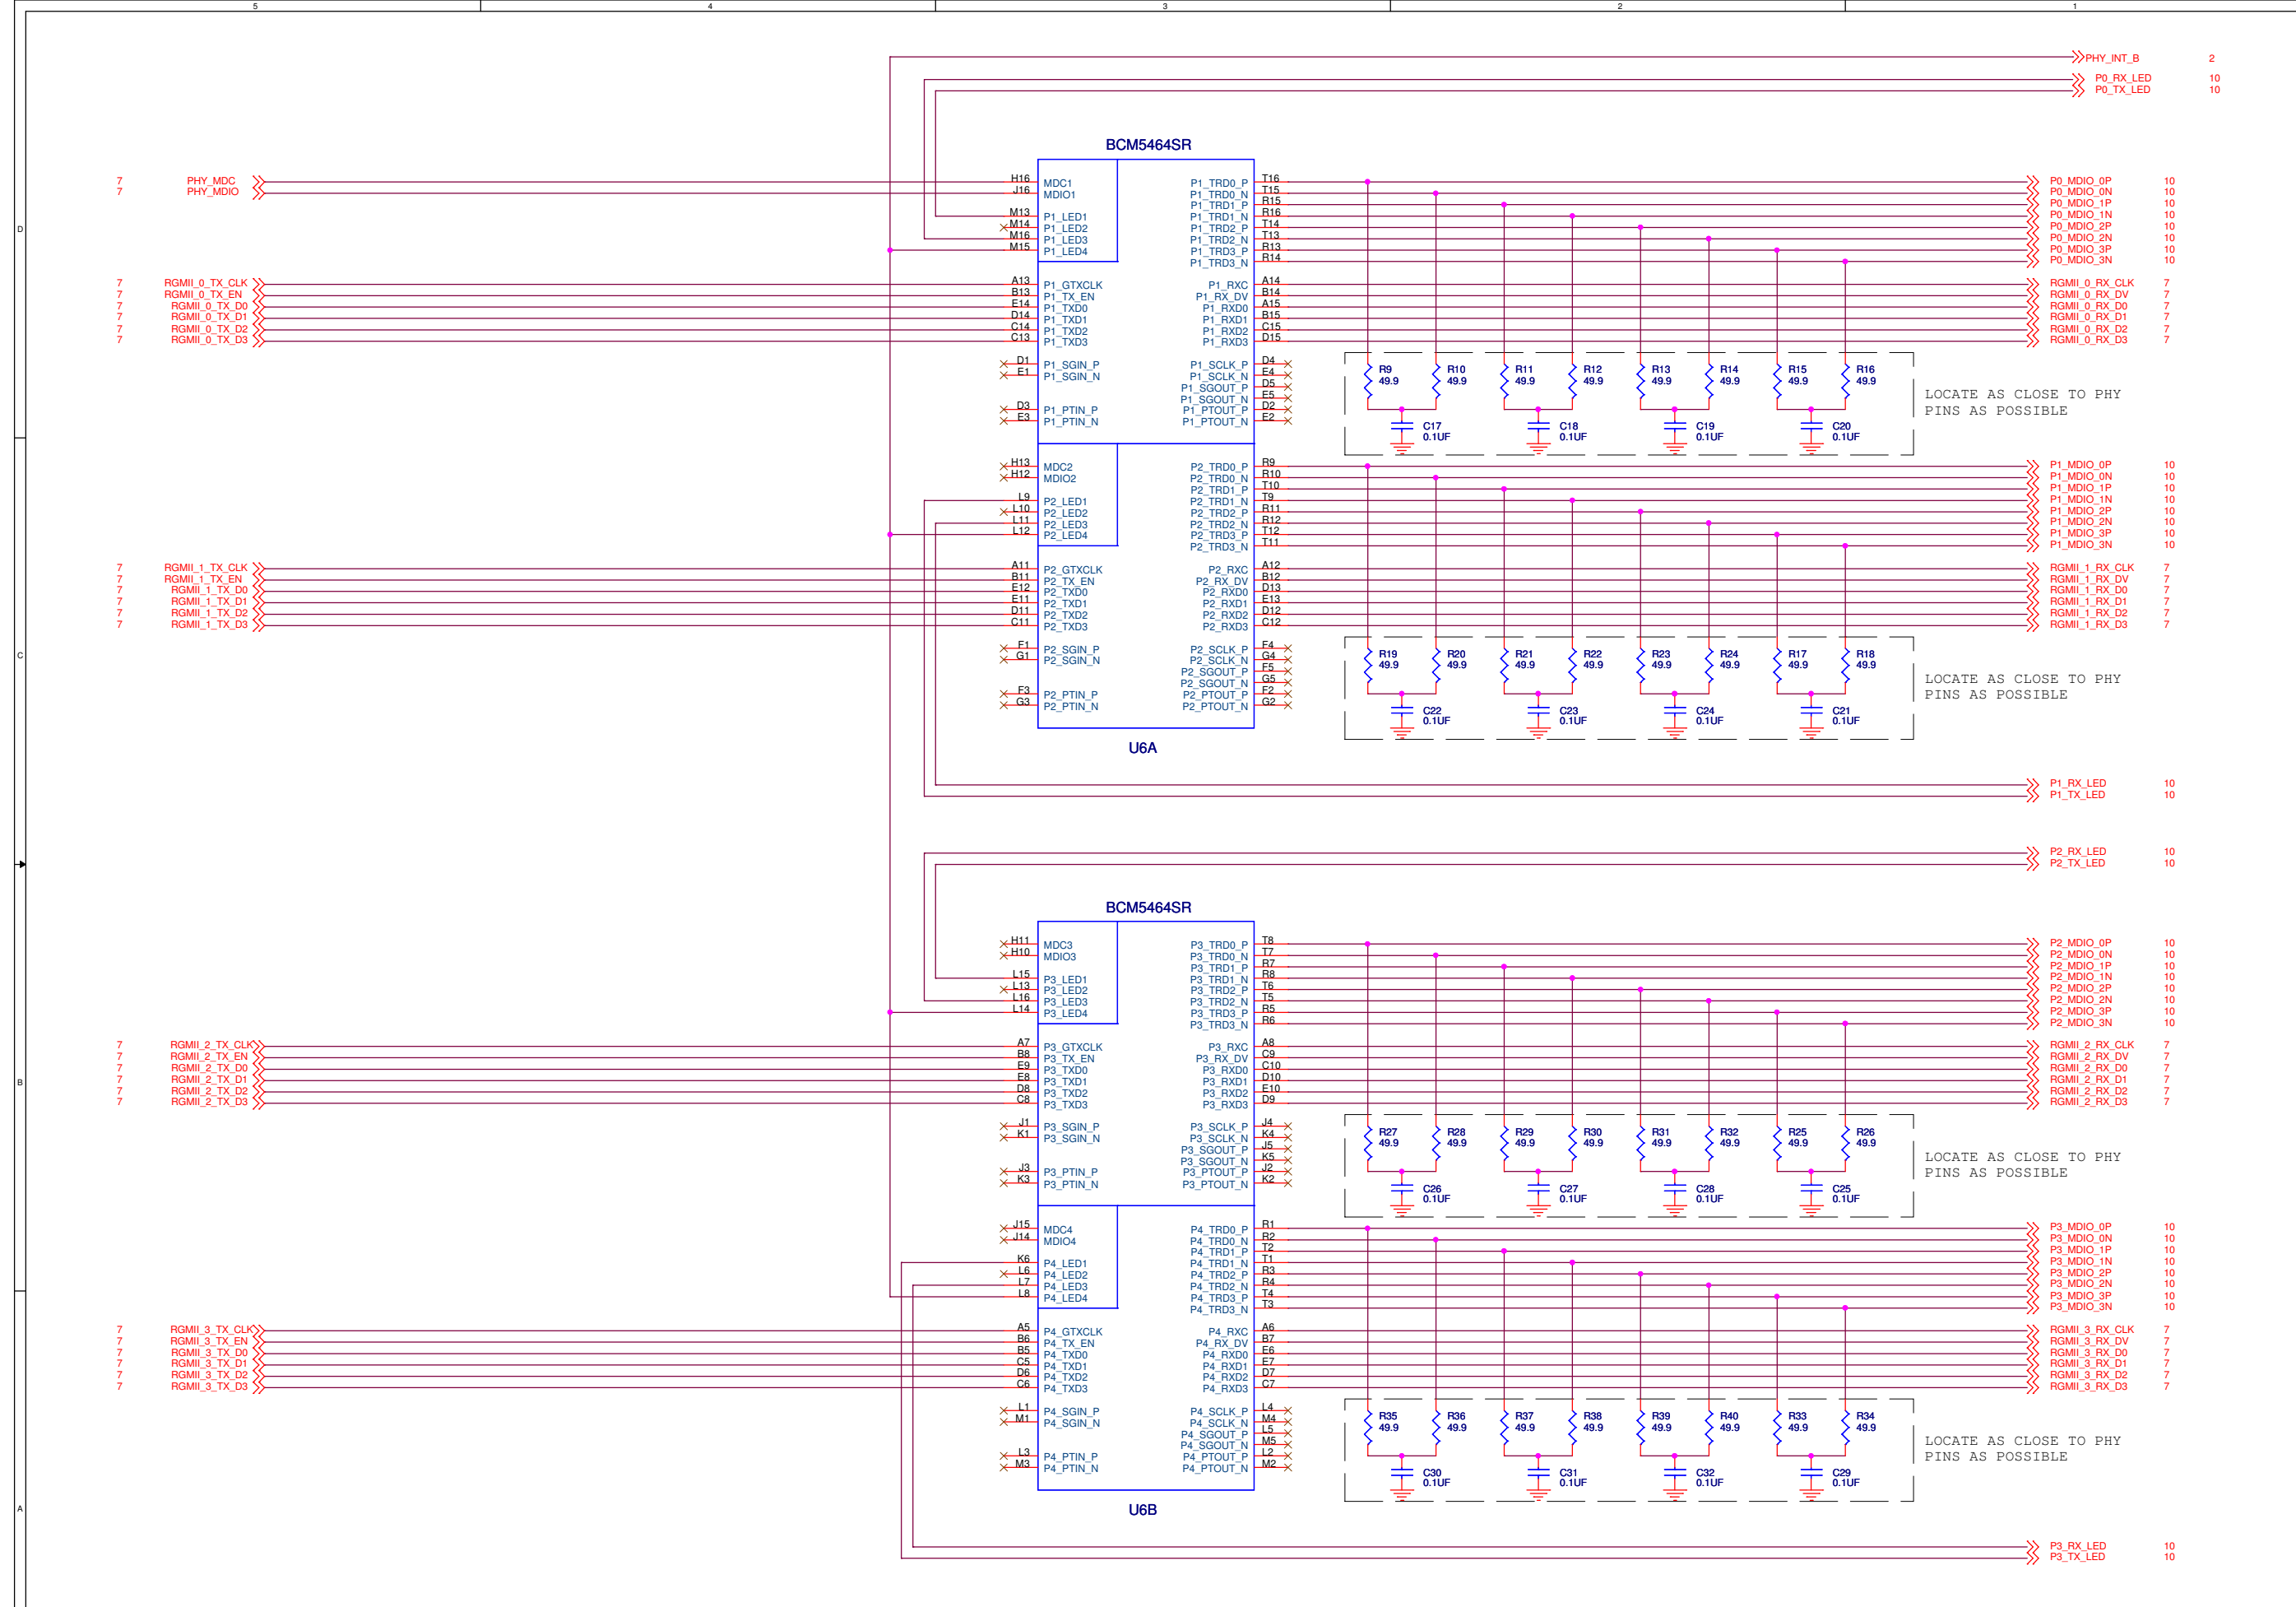 5 4 3 2 1
PHY_INT_B 2
P0_RX_LED 10
P0_TX_LED 10
BCM5464SR
7 PHY_MDC H16 MDC1 P1_TRD0_P T16 P0_MDIO_0P 10
7 PHY_MDIO J16 MDIO1 P1_TRD0_N T15 P0_MDIO_0N 10
P1_TRD1_P R15 P0_MDIO_1P 10
M13 P1_LED1 P1_TRD1_N R16 P0_MDIO_1N 10
M14 P1_LED2 P1_TRD2_P T14 P0_MDIO_2P 10
D M16 P1_LED3 P1_TRD2_N T13 P0_MDIO_2N 10
M15 P1_LED4 P1_TRD3_P R13 P0_MDIO_3P 10
P1_TRD3_N R14 P0_MDIO_3N 10
7 RGMII_0_TX_CLK A13 P1_GTXCLK P1_RXC A14 RGMII_0_RX_CLK 7
7 RGMII_0_TX_EN B13 P1_TX_EN P1_RX_DV B14 RGMII_0_RX_DV 7
7 RGMII_0_TX_D0 E14 P1_TXD0 P1_RXD0 A15 RGMII_0_RX_D0 7
7 RGMII_0_TX_D1 D14 P1_TXD1 P1_RXD1 B15 RGMII_0_RX_D1 7
7 RGMII_0_TX_D2 C14 P1_TXD2 P1_RXD2 C15 RGMII_0_RX_D2 7
7 RGMII_0_TX_D3 C13 P1_TXD3 P1_RXD3 D15 RGMII_0_RX_D3 7
D1 P1_SGIN_P P1_SCLK_P D4
E1 P1_SGIN_N P1_SCLK_N E4
P1_SGOUT_P D5
P1_SGOUT_N E5
D3 P1_PTIN_P P1_PTOUT_P D2
E3 P1_PTIN_N P1_PTOUT_N E2
R9 R10 R11 R12 R13 R14 R15 R16
49.9 49.9 49.9 49.9 49.9 49.9 49.9 49.9
LOCATE AS CLOSE TO PHY
PINS AS POSSIBLE
C17 C18 C19 C20
0.1UF 0.1UF 0.1UF 0.1UF
H13 MDC2 P2_TRD0_P R9 P1_MDIO_0P 10
H12 MDIO2 P2_TRD0_N R10 P1_MDIO_0N 10
P2_TRD1_P T10 P1_MDIO_1P 10
L9 P2_LED1 P2_TRD1_N T9 P1_MDIO_1N 10
L10 P2_LED2 P2_TRD2_P R11 P1_MDIO_2P 10
L11 P2_LED3 P2_TRD2_N R12 P1_MDIO_2N 10
L12 P2_LED4 P2_TRD3_P T12 P1_MDIO_3P 10
P2_TRD3_N T11 P1_MDIO_3N 10
7 RGMII_1_TX_CLK A11 P2_GTXCLK P2_RXC A12 RGMII_1_RX_CLK 7
7 RGMII_1_TX_EN B11 P2_TX_EN P2_RX_DV B12 RGMII_1_RX_DV 7
7 RGMII_1_TX_D0 E12 P2_TXD0 P2_RXD0 D13 RGMII_1_RX_D0 7
7 RGMII_1_TX_D1 E11 P2_TXD1 P2_RXD1 E13 RGMII_1_RX_D1 7
7 RGMII_1_TX_D2 D11 P2_TXD2 P2_RXD2 D12 RGMII_1_RX_D2 7
7 RGMII_1_TX_D3 C11 P2_TXD3 P2_RXD3 C12 RGMII_1_RX_D3 7
C F1 P2_SGIN_P P2_SCLK_P F4
G1 P2_SGIN_N P2_SCLK_N G4
P2_SGOUT_P F5
P2_SGOUT_N G5
F3 P2_PTIN_P P2_PTOUT_P F2
G3 P2_PTIN_N P2_PTOUT_N G2
R19 R20 R21 R22 R23 R24 R17 R18
49.9 49.9 49.9 49.9 49.9 49.9 49.9 49.9
LOCATE AS CLOSE TO PHY
PINS AS POSSIBLE
C22 C23 C24 C21
0.1UF 0.1UF 0.1UF 0.1UF
U6A
P1_RX_LED 10
P1_TX_LED 10
P2_RX_LED 10
P2_TX_LED 10
BCM5464SR
H11 MDC3 P3_TRD0_P T8 P2_MDIO_0P 10
H10 MDIO3 P3_TRD0_N T7 P2_MDIO_0N 10
P3_TRD1_P R7 P2_MDIO_1P 10
L15 P3_LED1 P3_TRD1_N R8 P2_MDIO_1N 10
L13 P3_LED2 P3_TRD2_P T6 P2_MDIO_2P 10
L16 P3_LED3 P3_TRD2_N T5 P2_MDIO_2N 10
L14 P3_LED4 P3_TRD3_P R5 P2_MDIO_3P 10
P3_TRD3_N R6 P2_MDIO_3N 10
7 RGMII_2_TX_CLK A7 P3_GTXCLK P3_RXC A8 RGMII_2_RX_CLK 7
7 RGMII_2_TX_EN B8 P3_TX_EN P3_RX_DV C9 RGMII_2_RX_DV 7
7 RGMII_2_TX_D0 E9 P3_TXD0 P3_RXD0 C10 RGMII_2_RX_D0 7
B 7 RGMII_2_TX_D1 E8 P3_TXD1 P3_RXD1 D10 RGMII_2_RX_D1 7
7 RGMII_2_TX_D2 D8 P3_TXD2 P3_RXD2 E10 RGMII_2_RX_D2 7
7 RGMII_2_TX_D3 C8 P3_TXD3 P3_RXD3 D9 RGMII_2_RX_D3 7
J1 P3_SGIN_P P3_SCLK_P J4
K1 P3_SGIN_N P3_SCLK_N K4
P3_SGOUT_P J5
P3_SGOUT_N K5
J3 P3_PTIN_P P3_PTOUT_P J2
K3 P3_PTIN_N P3_PTOUT_N K2
R27 R28 R29 R30 R31 R32 R25 R26
49.9 49.9 49.9 49.9 49.9 49.9 49.9 49.9
LOCATE AS CLOSE TO PHY
PINS AS POSSIBLE
C26 C27 C28 C25
0.1UF 0.1UF 0.1UF 0.1UF
J15 MDC4 P4_TRD0_P R1 P3_MDIO_0P 10
J14 MDIO4 P4_TRD0_N R2 P3_MDIO_0N 10
P4_TRD1_P T2 P3_MDIO_1P 10
K6 P4_LED1 P4_TRD1_N T1 P3_MDIO_1N 10
L6 P4_LED2 P4_TRD2_P R3 P3_MDIO_2P 10
L7 P4_LED3 P4_TRD2_N R4 P3_MDIO_2N 10
L8 P4_LED4 P4_TRD3_P T4 P3_MDIO_3P 10
P4_TRD3_N T3 P3_MDIO_3N 10
7 RGMII_3_TX_CLK A5 P4_GTXCLK P4_RXC A6 RGMII_3_RX_CLK 7
7 RGMII_3_TX_EN B6 P4_TX_EN P4_RX_DV B7 RGMII_3_RX_DV 7
7 RGMII_3_TX_D0 B5 P4_TXD0 P4_RXD0 E6 RGMII_3_RX_D0 7
7 RGMII_3_TX_D1 C5 P4_TXD1 P4_RXD1 E7 RGMII_3_RX_D1 7
7 RGMII_3_TX_D2 D6 P4_TXD2 P4_RXD2 D7 RGMII_3_RX_D2 7
7 RGMII_3_TX_D3 C6 P4_TXD3 P4_RXD3 C7 RGMII_3_RX_D3 7
L1 P4_SGIN_P P4_SCLK_P L4
M1 P4_SGIN_N P4_SCLK_N M4
P4_SGOUT_P L5
P4_SGOUT_N M5
L3 P4_PTIN_P P4_PTOUT_P L2
M3 P4_PTIN_N P4_PTOUT_N M2
R35 R36 R37 R38 R39 R40 R33 R34
49.9 49.9 49.9 49.9 49.9 49.9 49.9 49.9
LOCATE AS CLOSE TO PHY
PINS AS POSSIBLE
C30 C31 C32 C29
0.1UF 0.1UF 0.1UF 0.1UF
A U6B
P3_RX_LED 10
P3_TX_LED 10